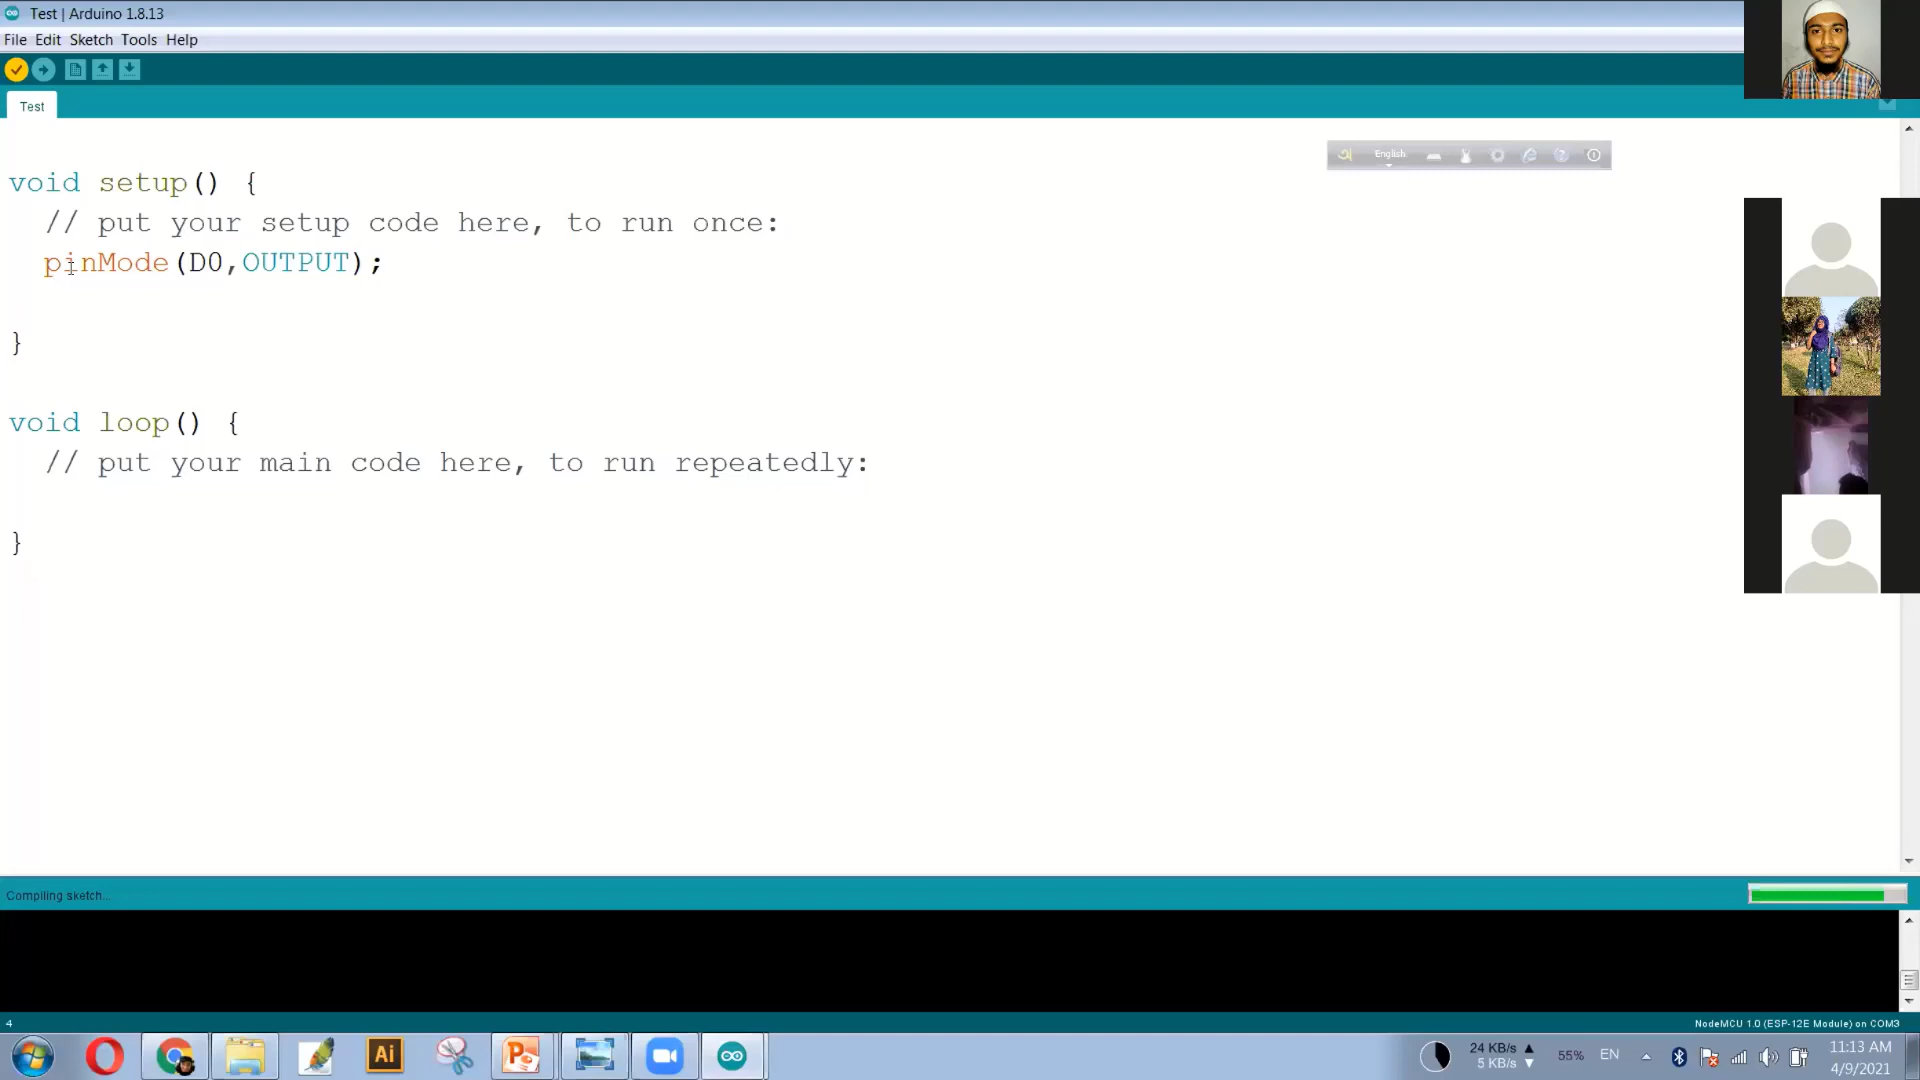 Test | Arduino 1.8.13
File Edit Sketch Tools Help
Test
অ English
void setup() {
// put your setup code here, to run once:
pinMode(D0,OUTPUT);
}
void loop() {
// put your main code here, to run repeatedly:
}
Compiling sketch...
4
NodeMCU 1.0 (ESP-12E Module) on COM3
Ai
24 KB/s
5 KB/s
55%
EN
11:13 AM
4/9/2021